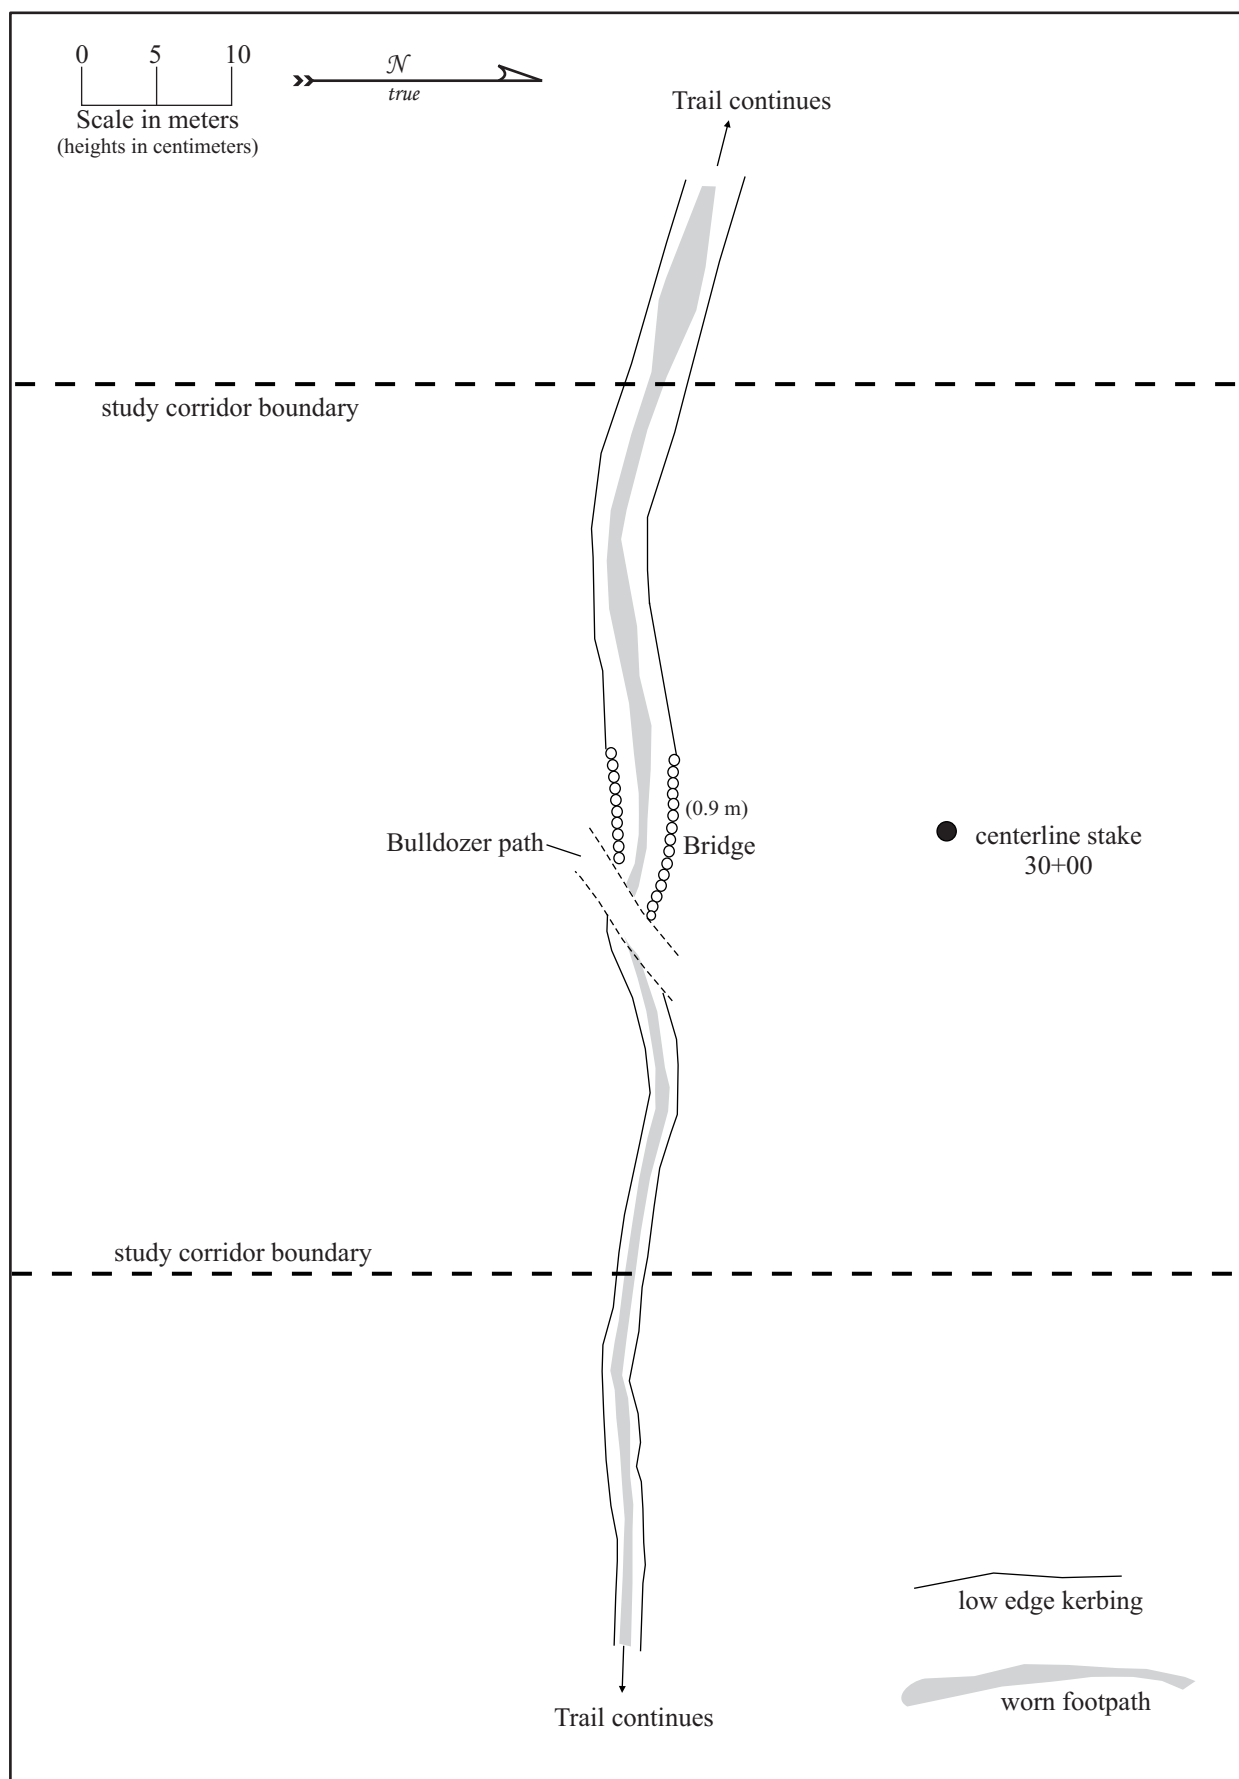 0 5 10
Scale in meters
(heights in centimeters)
N
true
Trail continues
study corridor boundary
(0.9 m)
Bridge
Bulldozer path
centerline stake
30+00
study corridor boundary
low edge kerbing
worn footpath
Trail continues